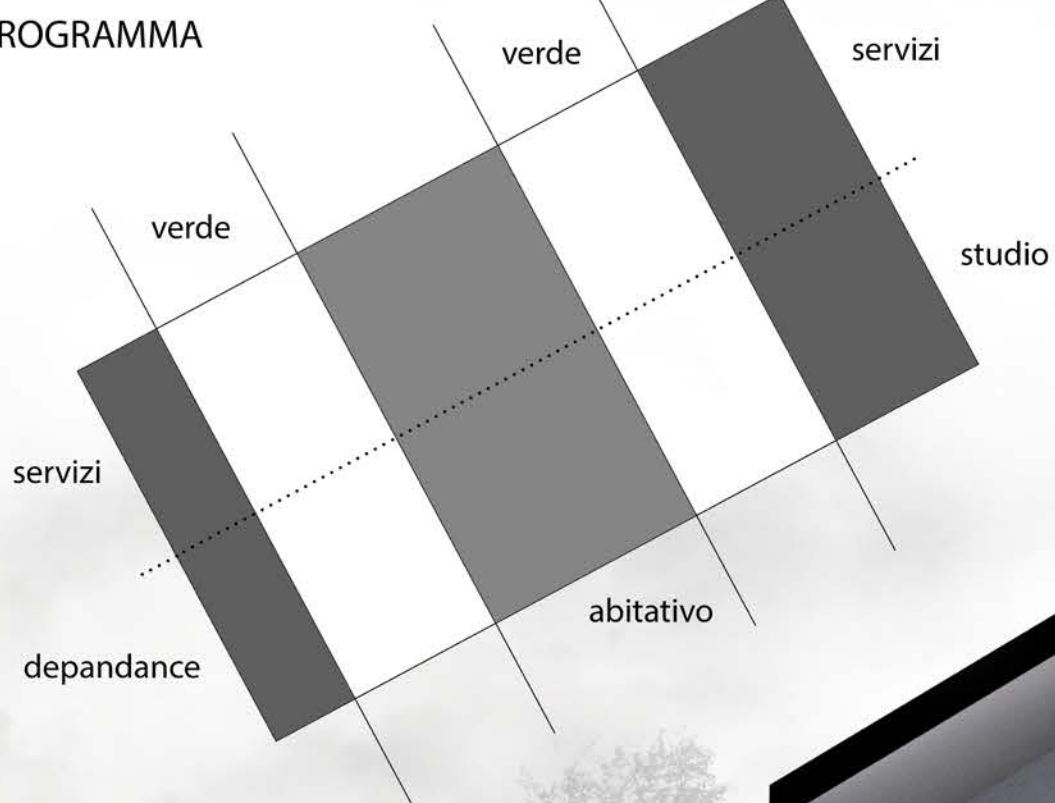 ROGRAMMA
verde
servizi
verde
studio
servizi
abitativo
depandance